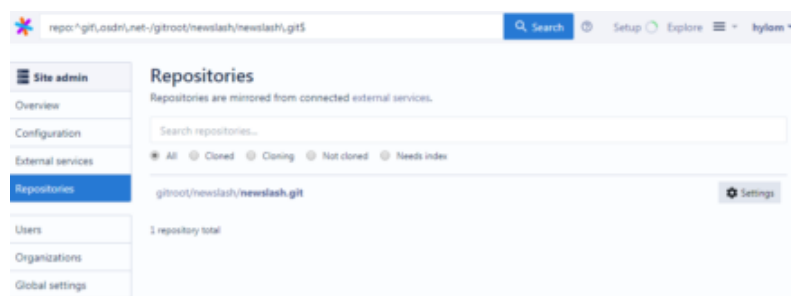 repo:^git\.osdn\.net-/gitroot/newslash/newslash\.git$ Search Setup Explore hylom
Site admin
Overview
Configuration
External services
Repositories
Users
Organizations
Global settings
Repositories
Repositories are mirrored from connected external services.
Search repositories...
All Cloned Cloning Not cloned Needs index
gitroot/newslash/newslash.git Settings
1 repository total